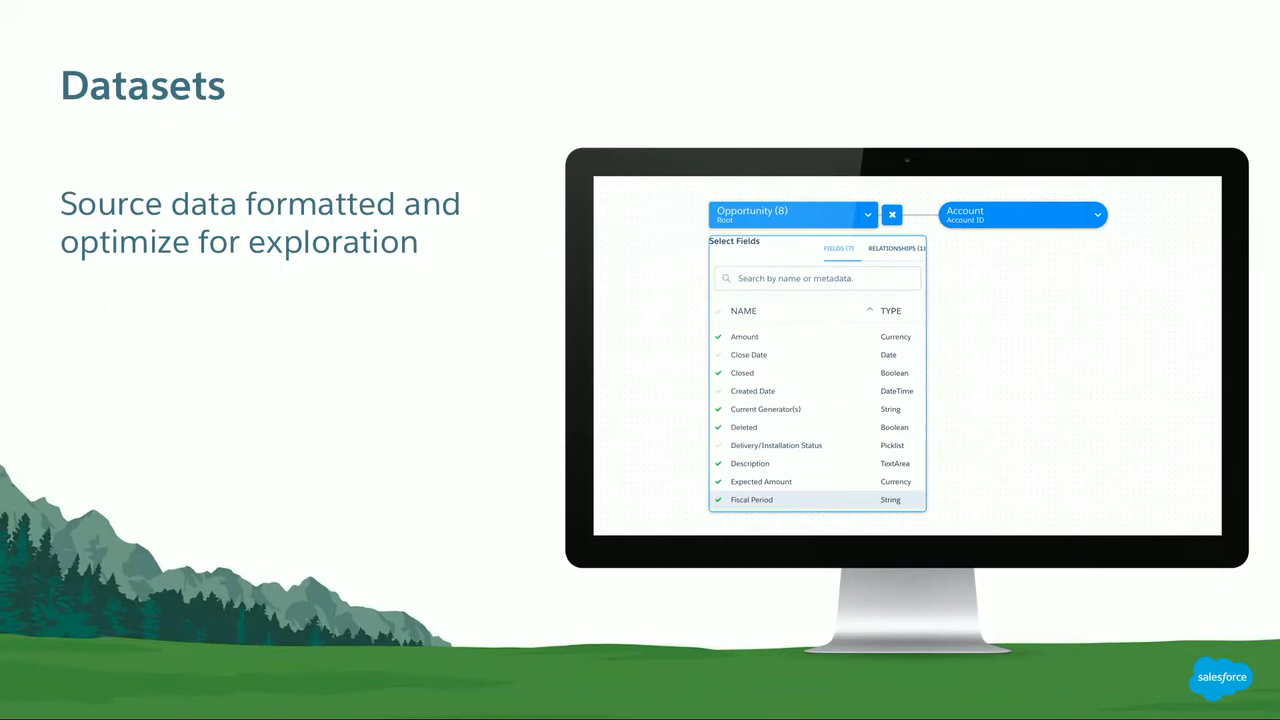 Datasets
Source data formatted and
optimize for exploration
Opportunity (8)
Root
Account
Account ID
Select Fields
FIELDS (7)
RELATIONSHIPS (1)
Search by name or metadata.
NAME TYPE
Amount Currency
Close Date Date
Closed Boolean
Created Date DateTime
Current Generator(s) String
Deleted Boolean
Delivery/Installation Status Picklist
Description TextArea
Expected Amount Currency
Fiscal Period String
salesforce